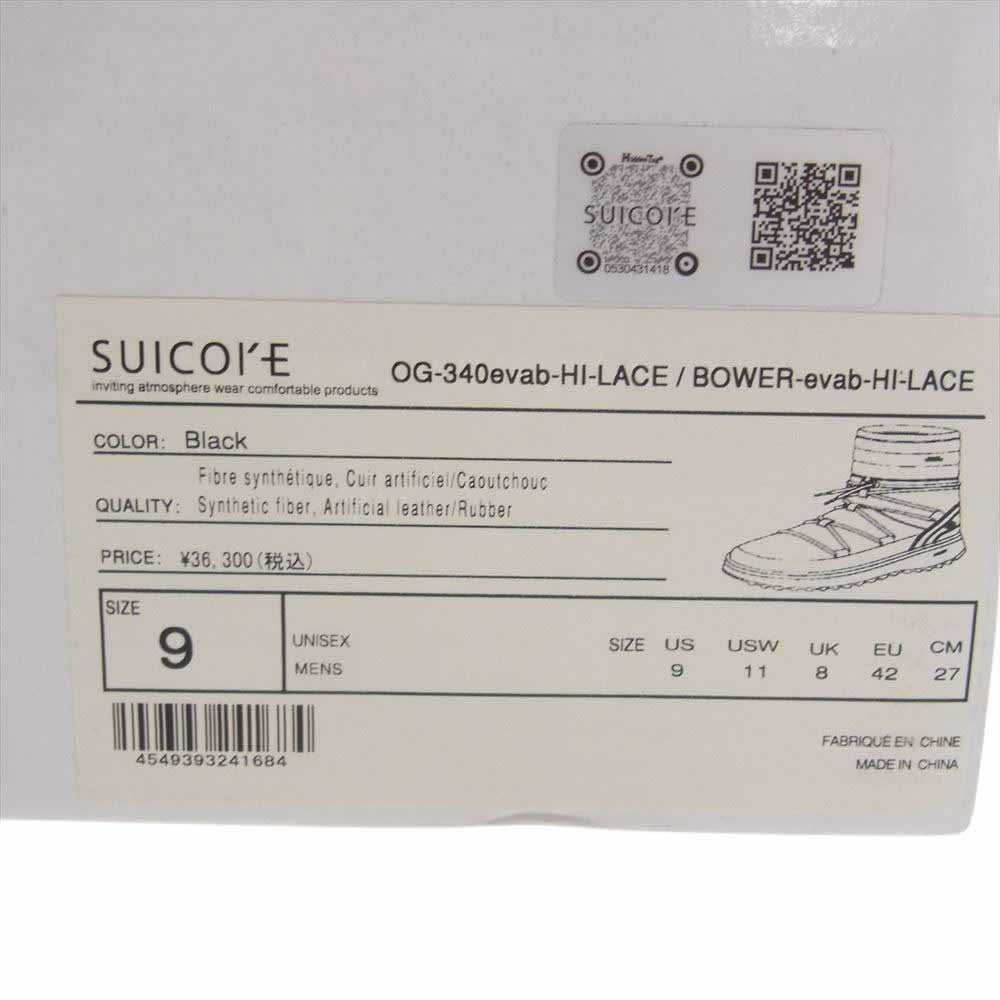 HiddenTag®
SUICOKE
0530431418
SUICOKE
inviting atmosphere wear comfortable products
OG-340evab-HI-LACE / BOWER-evab-HI-LACE
COLOR: Black
Fibre synthétique, Cuir artificiel/Caoutchouc
QUALITY: Synthetic fiber, Artificial leather/Rubber
PRICE: ¥36,300(税込)
SIZE
9
UNISEX
MENS
SIZE US USW UK EU CM
9 11 8 42 27
4549393241684
FABRIQUÉ EN CHINE
MADE IN CHINA